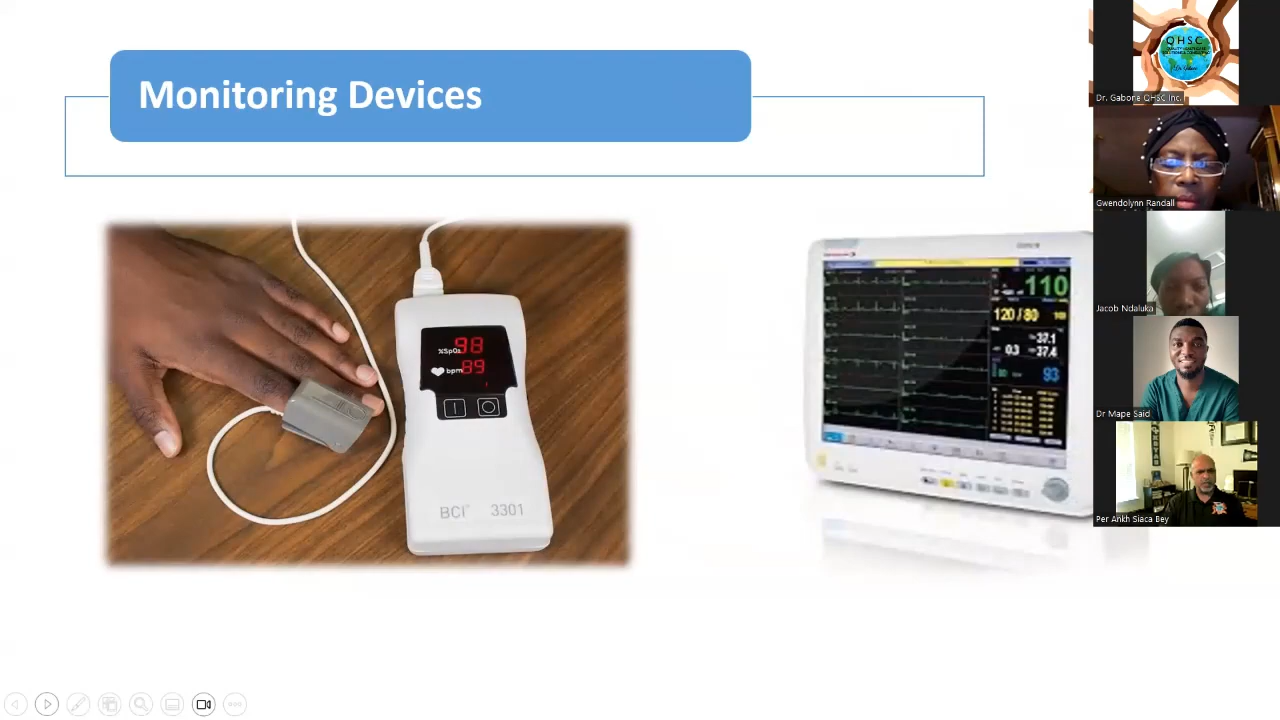 Monitoring Devices
%SpO₂ 98
bpm 89
BCI 3301
110
120/80
37.1
0.3
37.4
93
QHSC
Dr. Gabone QHSC Inc.
Gwendolynn Randall
Jacob Ndaluka
Dr Mape Said
Per Ankh Siaca Bey